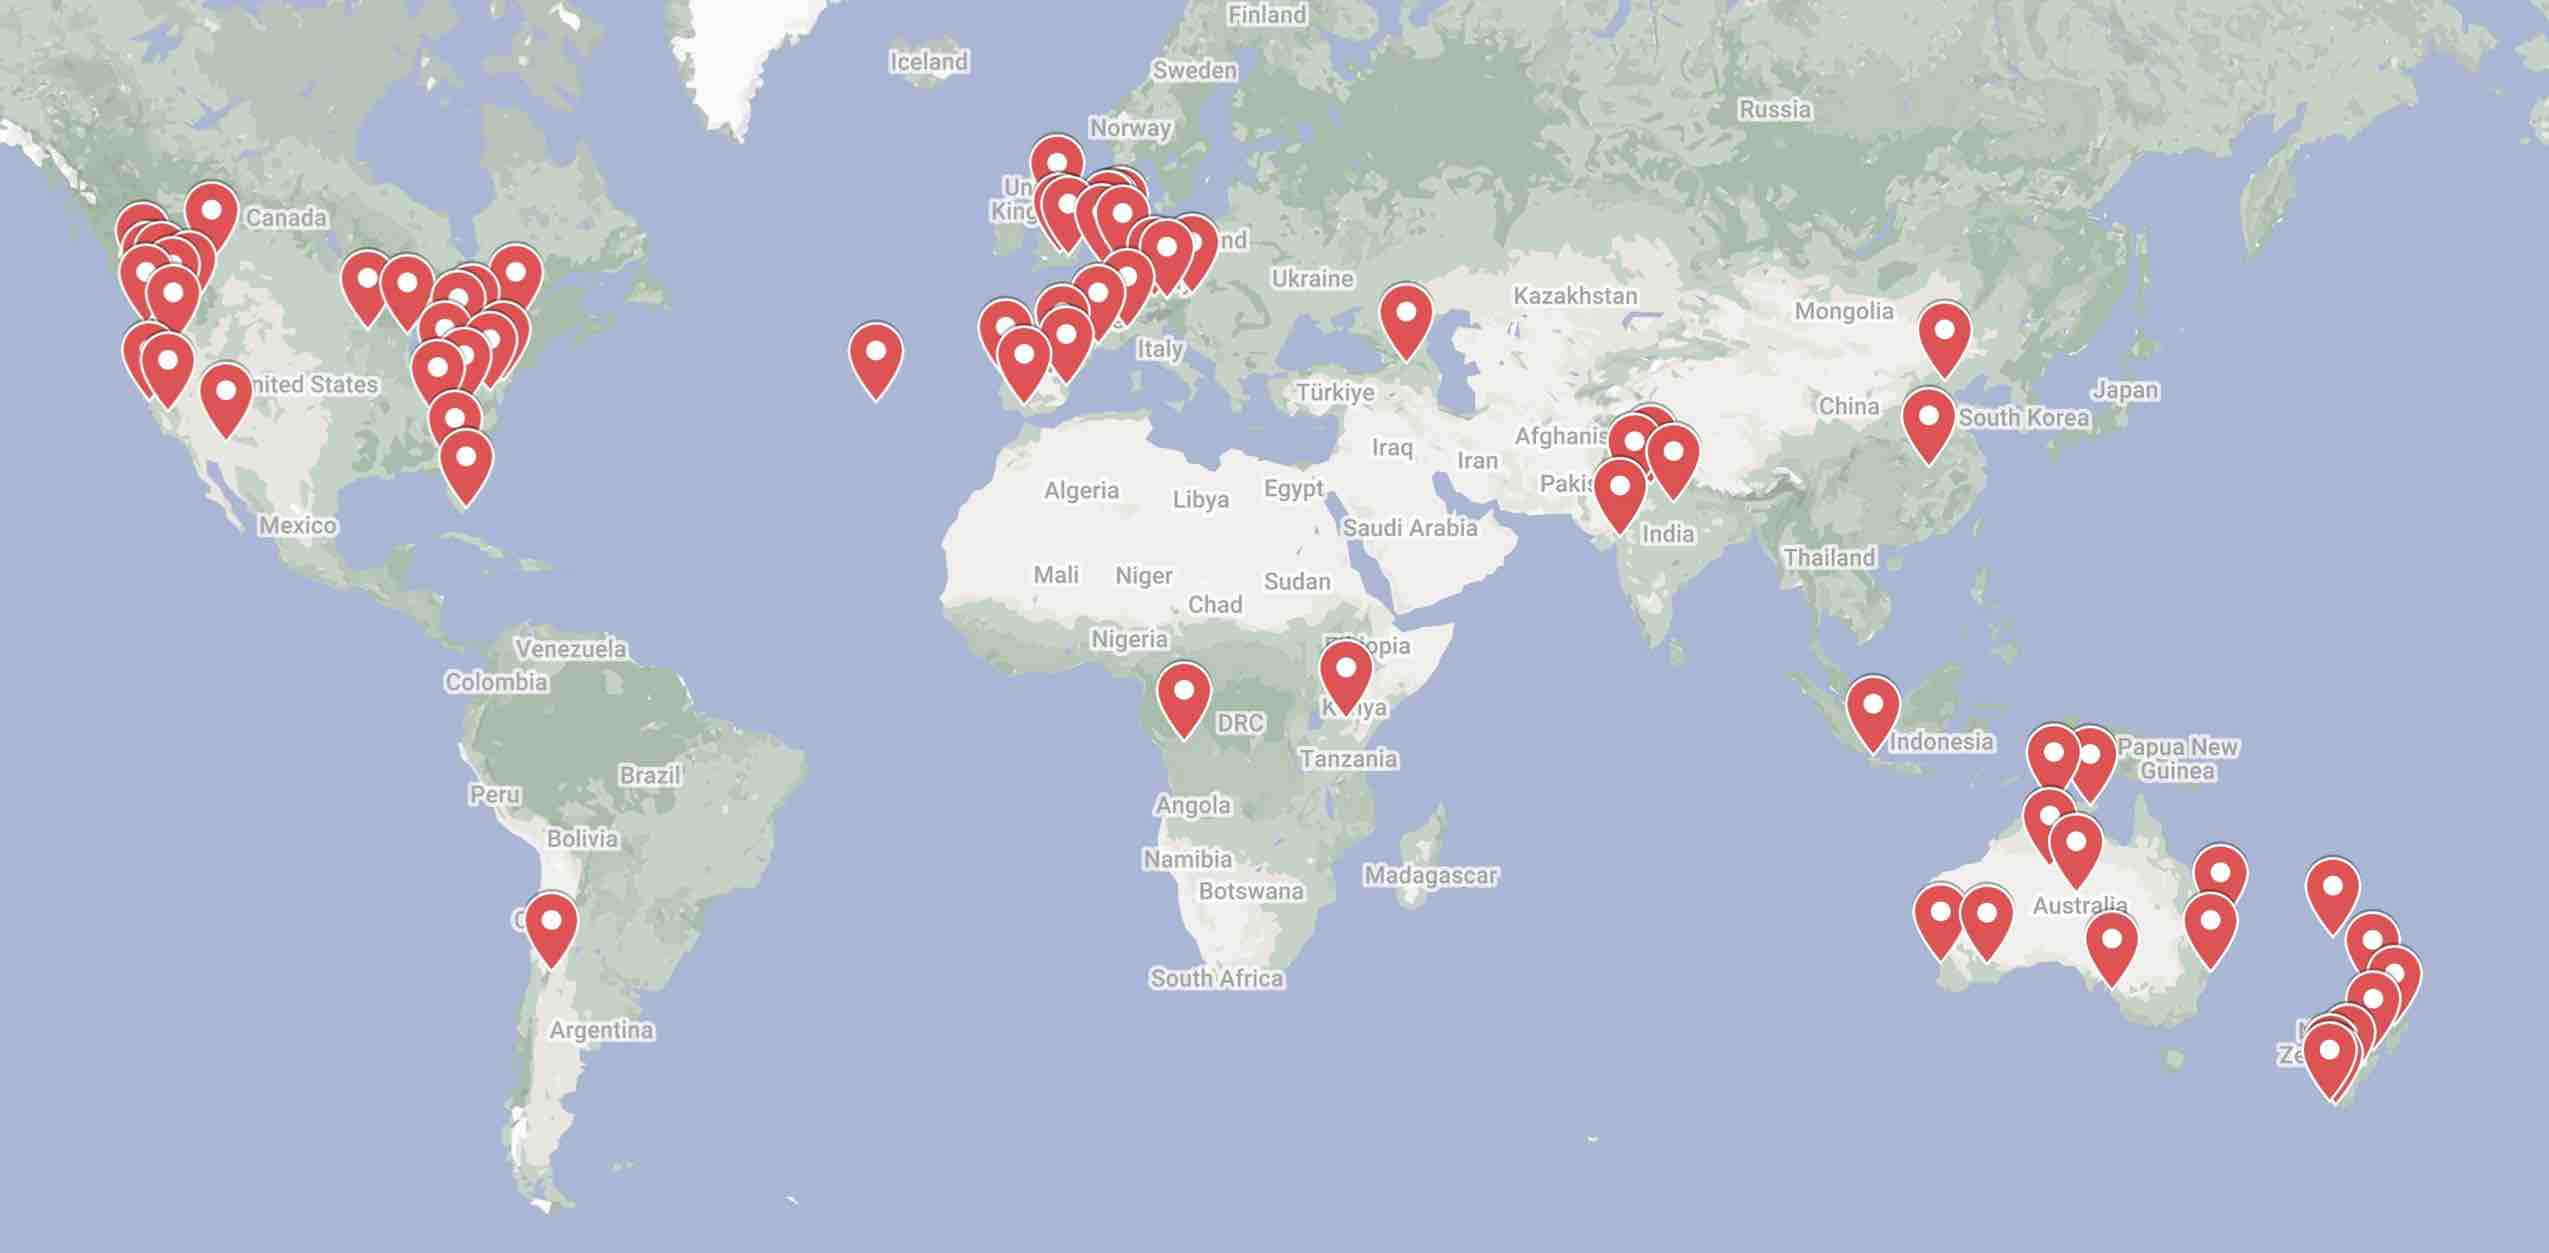 Finland
Iceland
Sweden
Russia
Norway
Un
King
Canada
nd
Ukraine
Kazakhstan
Mongolia
Italy
nited States
Türkiye
Japan
China
South Korea
Afghanis
Iraq
Iran
Pakis
Algeria
Libya
Egypt
Mexico
Saudi Arabia
India
Thailand
Mali
Niger
Sudan
Chad
Nigeria
opia
Venezuela
Colombia
K nya
DRC
Indonesia
Papua New
Guinea
Tanzania
Brazil
Peru
Angola
Bolivia
Namibia
Madagascar
Botswana
Australia
C
South Africa
Argentina
Ze